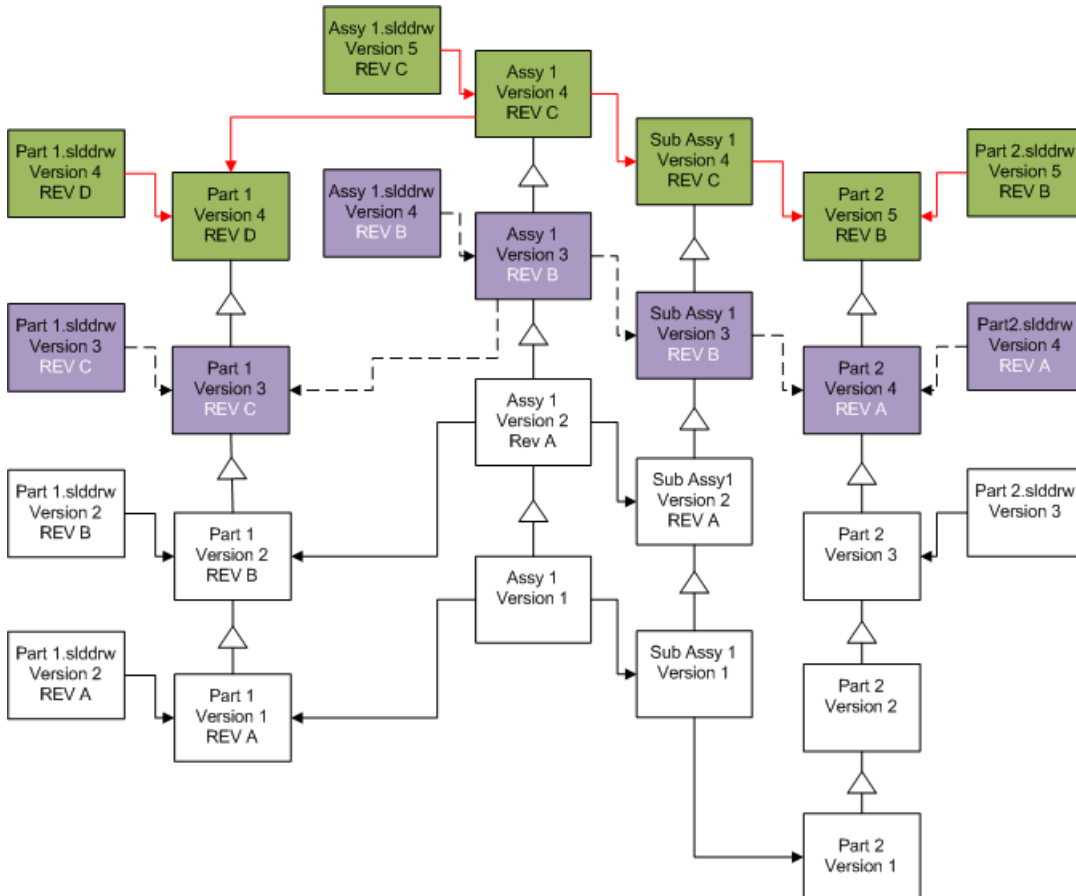 Assy 1.slddrw
Version 5
REV C
Assy 1
Version 4
REV C
Sub Assy 1
Version 4
REV C
Part 1.slddrw
Version 4
REV D
Part 2.slddrw
Version 5
REV B
Part 1
Version 4
REV D
Assy 1.slddrw
Version 4
REV B
Part 2
Version 5
REV B
Assy 1
Version 3
REV B
Sub Assy 1
Version 3
REV B
Part 1.slddrw
Version 3
REV C
Part2.slddrw
Version 4
REV A
Part 1
Version 3
REV C
Part 2
Version 4
REV A
Assy 1
Version 2
Rev A
Sub Assy1
Version 2
REV A
Part 1.slddrw
Version 2
REV B
Part 2.slddrw
Version 3
Part 1
Version 2
REV B
Part 2
Version 3
Assy 1
Version 1
Part 1.slddrw
Version 2
REV A
Sub Assy 1
Version 1
Part 1
Version 1
REV A
Part 2
Version 2
Part 2
Version 1